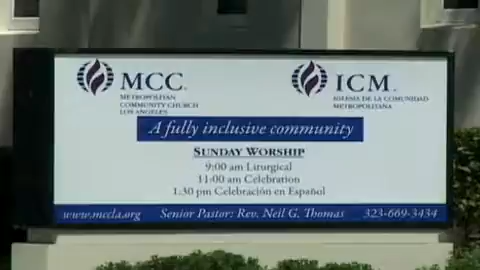 MCC.
METROPOLITAN
COMMUNITY CHURCH
LOS ANGELES
ICM.
IGLESIA DE LA COMUNIDAD
METROPOLITANA
A fully inclusive community
SUNDAY WORSHIP
9:00 am Liturgical
11:00 am Celebration
1:30 pm Celebración en Español
www.mccla.org Senior Pastor: Rev. Neil G. Thomas 323-669-3434